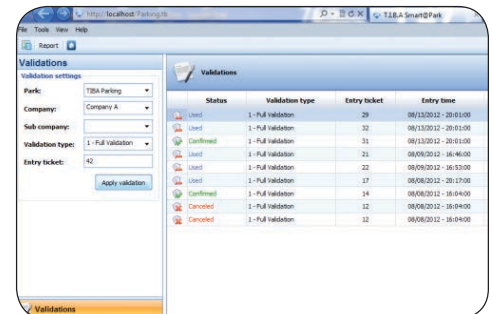 http://localhost/Parking.tb
T.I.B.A Smart@Park
File Tools View Help
Report
Validations
Validation settings
Park: TIBA Parking
Company: Company A
Sub company:
Validation type: 1 - Full Validation
Entry ticket: 42
Apply validation
Validations
Validations
Status Validation type Entry ticket Entry time
Used 1 - Full Validation 29 08/13/2012 - 20:01:00
Used 1 - Full Validation 32 08/13/2012 - 20:01:00
Confirmed 1 - Full Validation 31 08/13/2012 - 20:01:00
Used 1 - Full Validation 21 08/09/2012 - 16:46:00
Used 1 - Full Validation 22 08/09/2012 - 16:53:00
Used 1 - Full Validation 17 08/08/2012 - 20:17:00
Confirmed 1 - Full Validation 14 08/08/2012 - 16:04:00
Canceled 1 - Full Validation 12 08/08/2012 - 16:04:00
Canceled 1 - Full Validation 12 08/08/2012 - 16:04:00